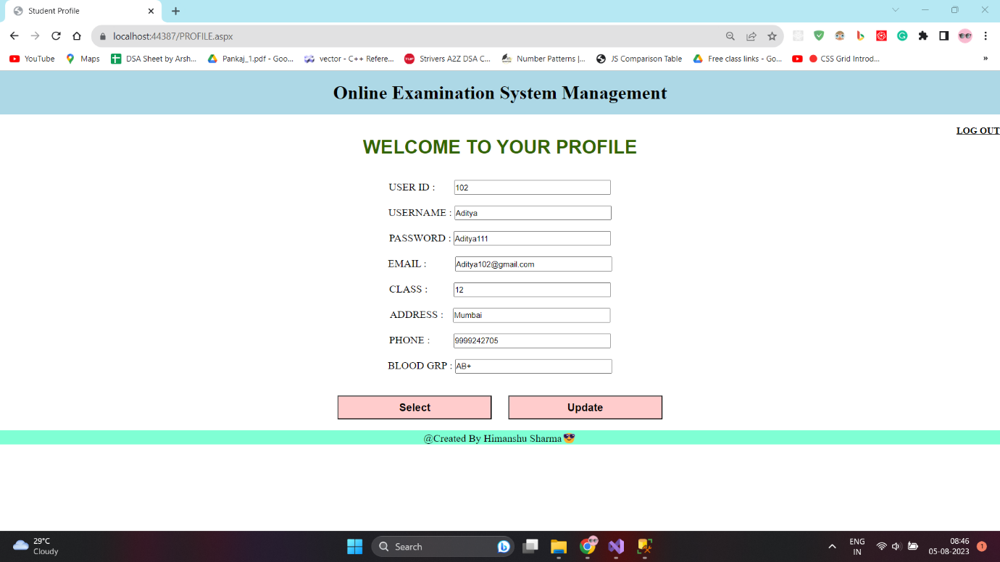 Student Profile
localhost:44387/PROFILE.aspx
YouTube Maps DSA Sheet by Arsh... Pankaj_1.pdf - Goo... vector - C++ Refere... Strivers A2Z DSA C... Number Patterns |... JS Comparison Table Free class links - Go... CSS Grid Introd... »
Online Examination System Management
LOG OUT
WELCOME TO YOUR PROFILE
USER ID : 102
USERNAME : Aditya
PASSWORD : Aditya111
EMAIL : Aditya102@gmail.com
CLASS : 12
ADDRESS : Mumbai
PHONE : 9999242705
BLOOD GRP : AB+
Select Update
@Created By Himanshu Sharma😎
29°C
Cloudy
Search
ENG
IN
08:46
05-08-2023
1